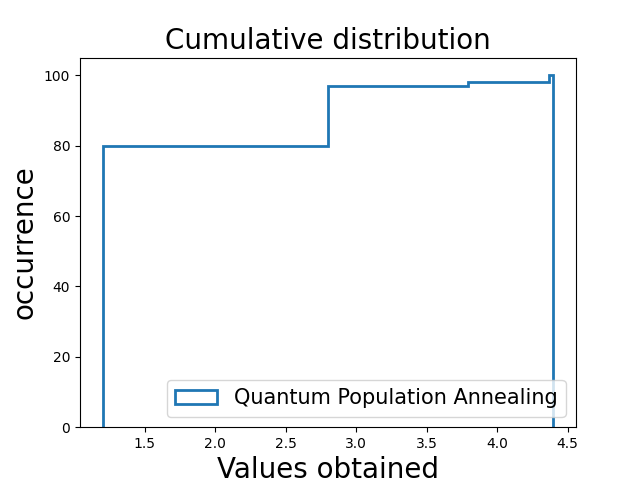 Cumulative distribution
100
80
60
40
20
0
occurrence
Quantum Population Annealing
1.5 2.0 2.5 3.0 3.5 4.0 4.5
Values obtained